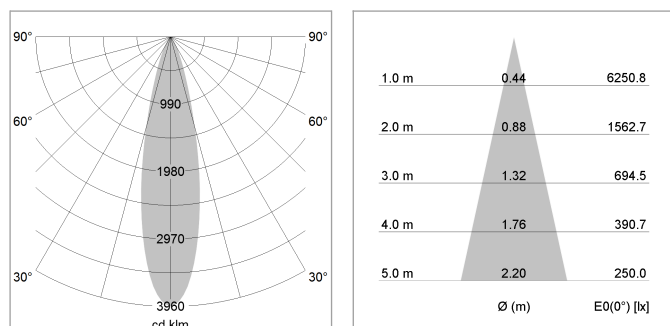 90° 90°
990
60° 60°
1980
2970
30° 30°
3960
cd klm
1.0 m 0.44 6250.8
2.0 m 0.88 1562.7
3.0 m 1.32 694.5
4.0 m 1.76 390.7
5.0 m 2.20 250.0
Ø (m) E0(0°) [lx]